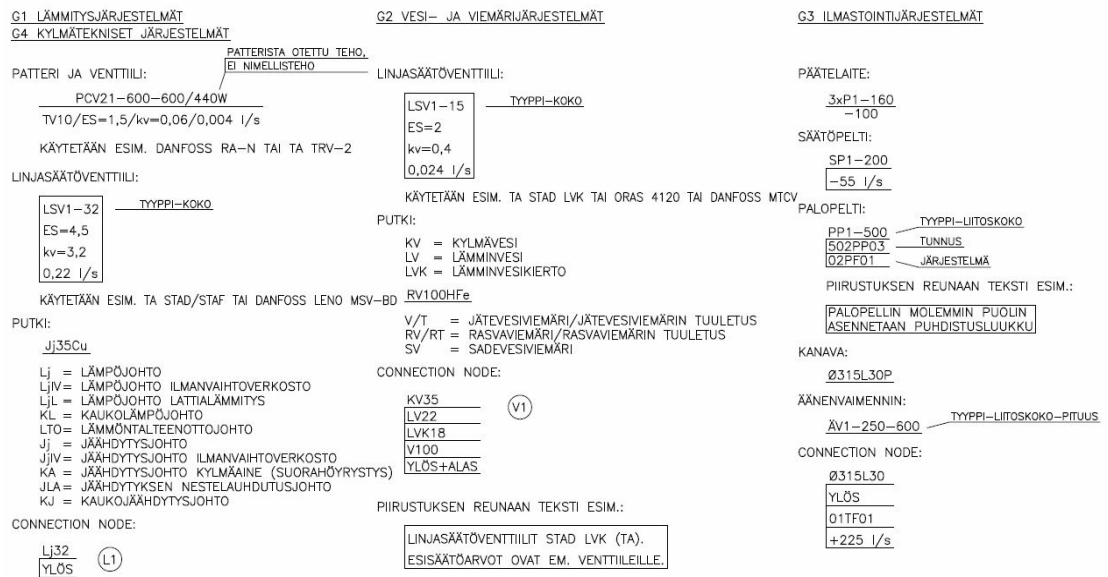 G1 LÄMMITYSJÄRJESTELMÄT
G4 KYLMÄTEKNISET JÄRJESTELMÄT
PATTERISTA OTETTU TEHO,
EI NIMELLISTEHO
PATTERI JA VENTTIILI:
PCV21-600-600/440W
TV10/ES=1,5/kv=0,06/0,004 l/s
KÄYTETÄÄN ESIM. DANFOSS RA-N TAI TA TRV-2
LINJASÄÄTÖVENTTIILI:
LSV1-32
TYYPPI-KOKO
ES=4,5
kv=3,2
0,22 l/s
KÄYTETÄÄN ESIM. TA STAD/STAF TAI DANFOSS LENO MSV-BD
PUTKI:
Jj35Cu
Lj = LÄMPÖJOHTO
LjIV= LÄMPÖJOHTO ILMANVAIHTOVERKOSTO
LjL = LÄMPÖJOHTO LATTIALÄMMITYS
KL = KAUKOLÄMPÖJOHTO
LTO= LÄMMÖNTALTEENOTTOJOHTO
Jj = JÄÄHDYTYSJOHTO
JjIV= JÄÄHDYTYSJOHTO ILMANVAIHTOVERKOSTO
KA = JÄÄHDYTYSJOHTO KYLMÄAINE (SUORAHÖYRYSTYS)
JLA= JÄÄHDYTYKSEN NESTELAUHDUTUSJOHTO
KJ = KAUKOJÄÄHDYTYSJOHTO
CONNECTION NODE:
Lj32
YLÖS
L1
G2 VESI- JA VIEMÄRIJÄRJESTELMÄT
LINJASÄÄTÖVENTTIILI:
LSV1-15
TYYPPI-KOKO
ES=2
kv=0,4
0,024 l/s
KÄYTETÄÄN ESIM. TA STAD LVK TAI ORAS 4120 TAI DANFOSS MTCV
PUTKI:
KV = KYLMÄVESI
LV = LÄMMINVESI
LVK = LÄMMINVESIKIERTO
RV100HFe
V/T = JÄTEVESIVIEMÄRI/JÄTEVESIVIEMÄRIN TUULETUS
RV/RT = RASVAVIEMÄRI/RASVAVIEMÄRIN TUULETUS
SV = SADEVESIVIEMÄRI
CONNECTION NODE:
KV35
LV22
LVK18
V100
YLÖS+ALAS
V1
PIIRUSTUKSEN REUNAAN TEKSTI ESIM.:
LINJASÄÄTÖVENTTIILIT STAD LVK (TA).
ESISÄÄTÖARVOT OVAT EM. VENTTIILEILLE.
G3 ILMASTOINTIJÄRJESTELMÄT
PÄÄTELAITE:
3xP1-160
-100
SÄÄTÖPELTI:
SP1-200
-55 l/s
PALOPELTI:
PP1-500
TYYPPI-LIITOSKOKO
502PP03
TUNNUS
02PF01
JÄRJESTELMÄ
PIIRUSTUKSEN REUNAAN TEKSTI ESIM.:
PALOPELLIN MOLEMMIN PUOLIN
ASENNETAAN PUHDISTUSLUUKKU
KANAVA:
Ø315L30P
ÄÄNENVAIMENNIN:
ÄV1-250-600
TYYPPI-LIITOSKOKO-PITUUS
CONNECTION NODE:
Ø315L30
YLÖS
01TF01
+225 l/s